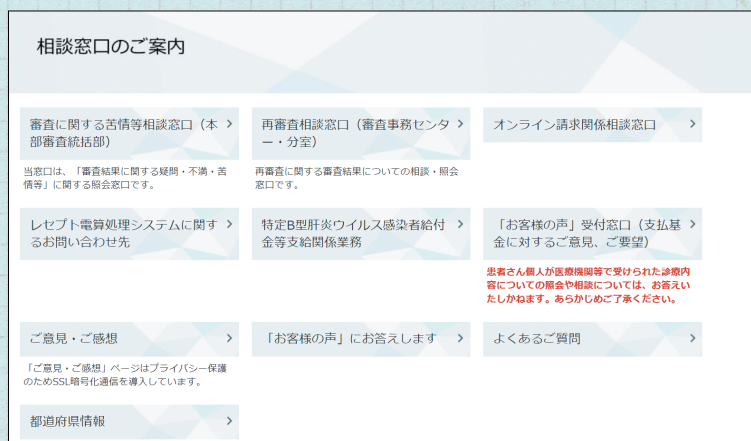 相談窓口のご案内
審査に関する苦情等相談窓口（本
部審査統括部）
当窓口は、「審査結果に関する疑問・不満・苦
情等」に関する照会窓口です。
再審査相談窓口（審査事務センタ
ー・分室）
再審査に関する審査結果についての相談・照会
窓口です。
オンライン請求関係相談窓口
レセプト電算処理システムに関す
るお問い合わせ先
特定B型肝炎ウイルス感染者給付
金等支給関係業務
「お客様の声」受付窓口（支払基
金に対するご意見、ご要望）
患者さん個人が医療機関等で受けられた診療内
容についての照会や相談については、お答えい
たしかねます。あらかじめご了承ください。
ご意見・ご感想
「ご意見・ご感想」ページはプライバシー保護
のためSSL暗号化通信を導入しています。
「お客様の声」にお答えします
よくあるご質問
都道府県情報